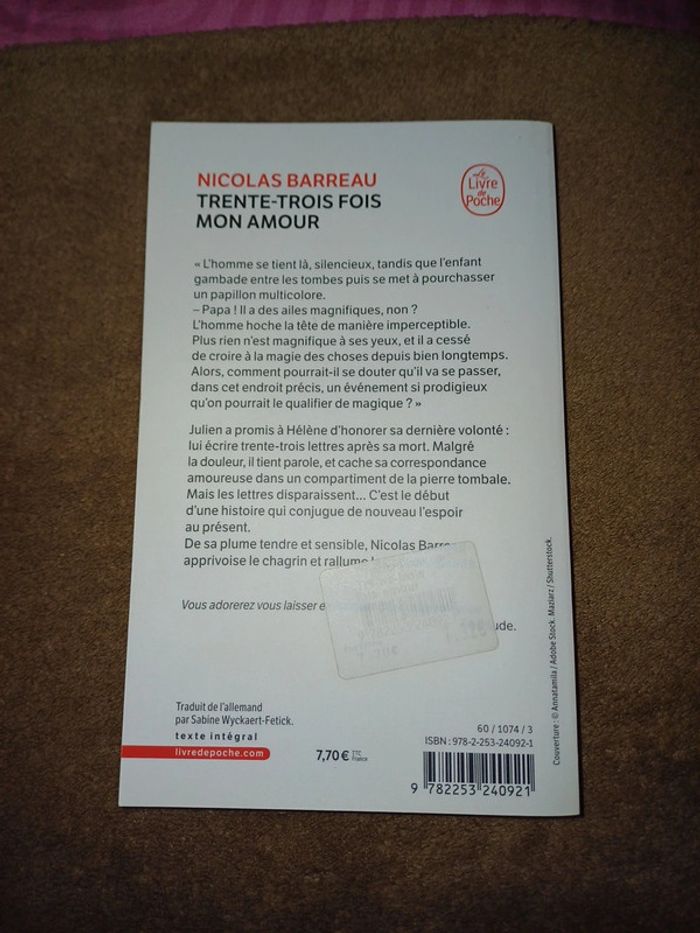 NICOLAS BARREAU
TRENTE-TROIS FOIS
MON AMOUR
Le
Livre
de
Poche
« L'homme se tient là, silencieux, tandis que l'enfant
gambade entre les tombes puis se met à pourchasser
un papillon multicolore.
– Papa ! Il a des ailes magnifiques, non ?
L'homme hoche la tête de manière imperceptible.
Plus rien n'est magnifique à ses yeux, et il a cessé
de croire à la magie des choses depuis bien longtemps.
Alors, comment pourrait-il se douter qu'il va se passer,
dans cet endroit précis, un événement si prodigieux
qu'on pourrait le qualifier de magique ? »
Julien a promis à Hélène d'honorer sa dernière volonté :
lui écrire trente-trois lettres après sa mort. Malgré
la douleur, il tient parole, et cache sa correspondance
amoureuse dans un compartiment de la pierre tombale.
Mais les lettres disparaissent... C'est le début
d'une histoire qui conjugue de nouveau l'espoir
au présent.
De sa plume tendre et sensible, Nicolas
apprivoise le chagrin et rallume
Vous adorerez vous laisser
Traduit de l'allemand
par Sabine Wyckaert-Fetick.
texte intégral
livredepoche.com
7,70 € TTC
France
60 / 1074 / 3
ISBN : 978-2-253-24092-1
9 782253 240921
Couverture : © Annatamila / Adobe Stock. Maziarz / Shutterstock.